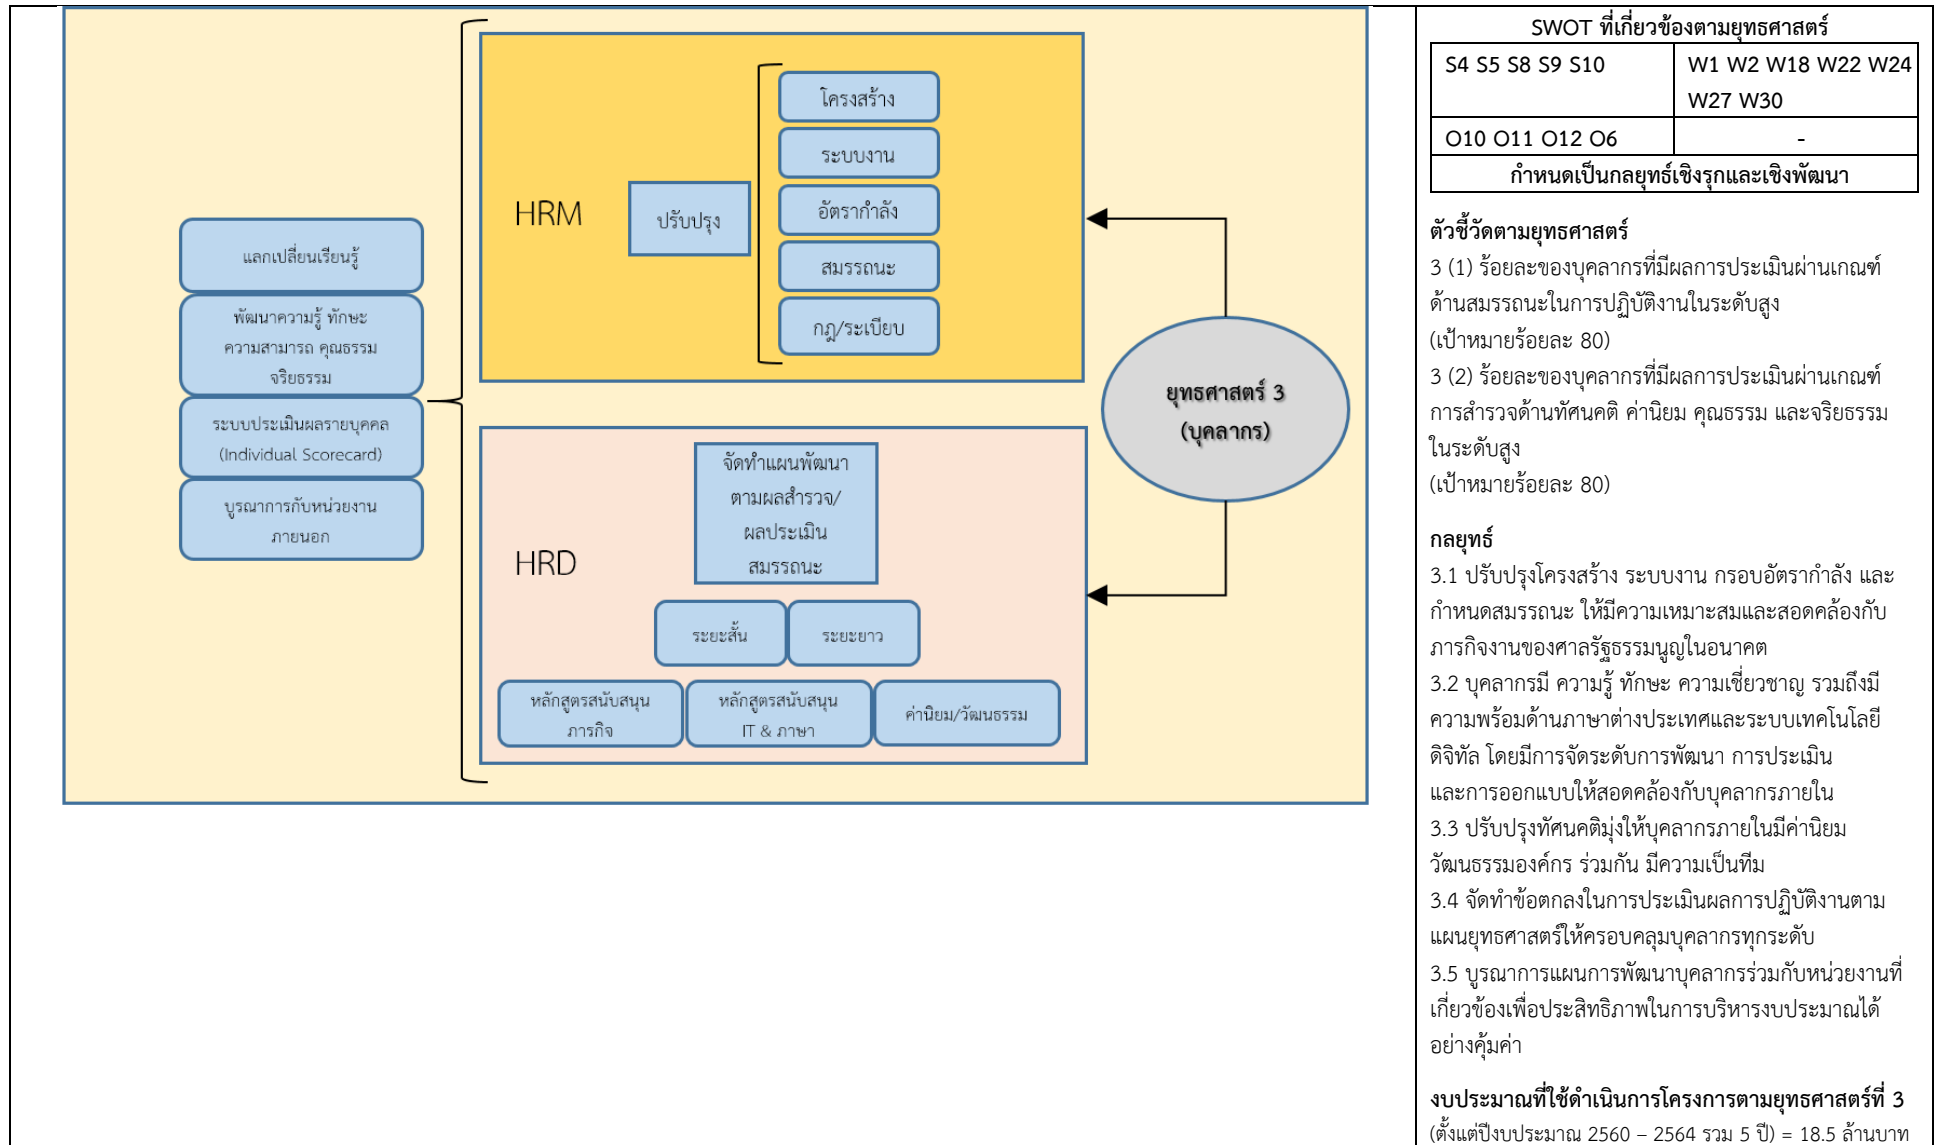 แลกเปลี่ยนเรียนรู้
พัฒนาความรู้ ทักษะ
ความสามารถ คุณธรรม
จริยธรรม
ระบบประเมินผลรายบุคคล
(Individual Scorecard)
บูรณาการกับหน่วยงาน
ภายนอก
HRM
ปรับปรุง
โครงสร้าง
ระบบงาน
อัตรากำลัง
สมรรถนะ
กฎ/ระเบียบ
HRD
จัดทำแผนพัฒนา
ตามผลสำรวจ/
ผลประเมิน
สมรรถนะ
ระยะสั้น
ระยะยาว
หลักสูตรสนับสนุน
ภารกิจ
หลักสูตรสนับสนุน
IT & ภาษา
ค่านิยม/วัฒนธรรม
ยุทธศาสตร์ 3
(บุคลากร)
SWOT ที่เกี่ยวข้องตามยุทธศาสตร์
S4 S5 S8 S9 S10
W1 W2 W18 W22 W24
W27 W30
O10 O11 O12 O6
-
กำหนดเป็นกลยุทธ์เชิงรุกและเชิงพัฒนา
ตัวชี้วัดตามยุทธศาสตร์
3 (1) ร้อยละของบุคลากรที่มีผลการประเมินผ่านเกณฑ์
ด้านสมรรถนะในการปฏิบัติงานในระดับสูง
(เป้าหมายร้อยละ 80)
3 (2) ร้อยละของบุคลากรที่มีผลการประเมินผ่านเกณฑ์
การสำรวจด้านทัศนคติ ค่านิยม คุณธรรม และจริยธรรม
ในระดับสูง
(เป้าหมายร้อยละ 80)
กลยุทธ์
3.1 ปรับปรุงโครงสร้าง ระบบงาน กรอบอัตรากำลัง และ
กำหนดสมรรถนะ ให้มีความเหมาะสมและสอดคล้องกับ
ภารกิจงานของศาลรัฐธรรมนูญในอนาคต
3.2 บุคลากรมี ความรู้ ทักษะ ความเชี่ยวชาญ รวมถึงมี
ความพร้อมด้านภาษาต่างประเทศและระบบเทคโนโลยี
ดิจิทัล โดยมีการจัดระดับการพัฒนา การประเมิน
และการออกแบบให้สอดคล้องกับบุคลากรภายใน
3.3 ปรับปรุงทัศนคติมุ่งให้บุคลากรภายในมีค่านิยม
วัฒนธรรมองค์กร ร่วมกัน มีความเป็นทีม
3.4 จัดทำข้อตกลงในการประเมินผลการปฏิบัติงานตาม
แผนยุทธศาสตร์ให้ครอบคลุมบุคลากรทุกระดับ
3.5 บูรณาการแผนการพัฒนาบุคลากรร่วมกับหน่วยงานที่
เกี่ยวข้องเพื่อประสิทธิภาพในการบริหารงบประมาณได้
อย่างคุ้มค่า
งบประมาณที่ใช้ดำเนินการโครงการตามยุทธศาสตร์ที่ 3
(ตั้งแต่ปีงบประมาณ 2560 – 2564 รวม 5 ปี) = 18.5 ล้านบาท